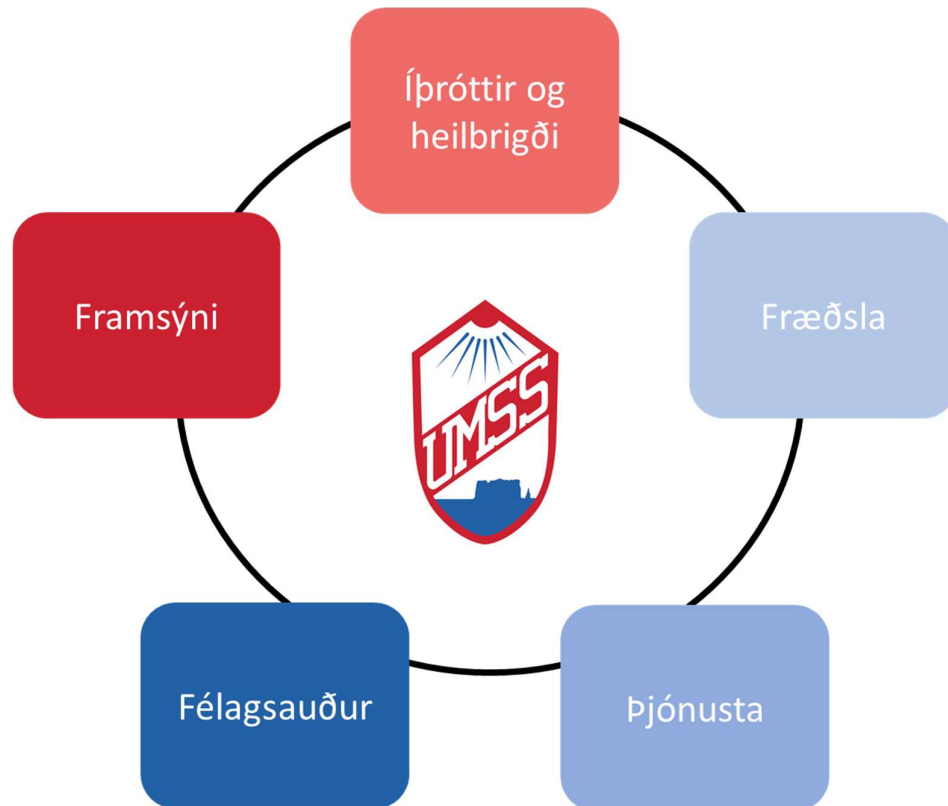 Íþróttir og
heilbrigði
Fræðsla
Þjónusta
Félagsauður
Framsýni
UMSS